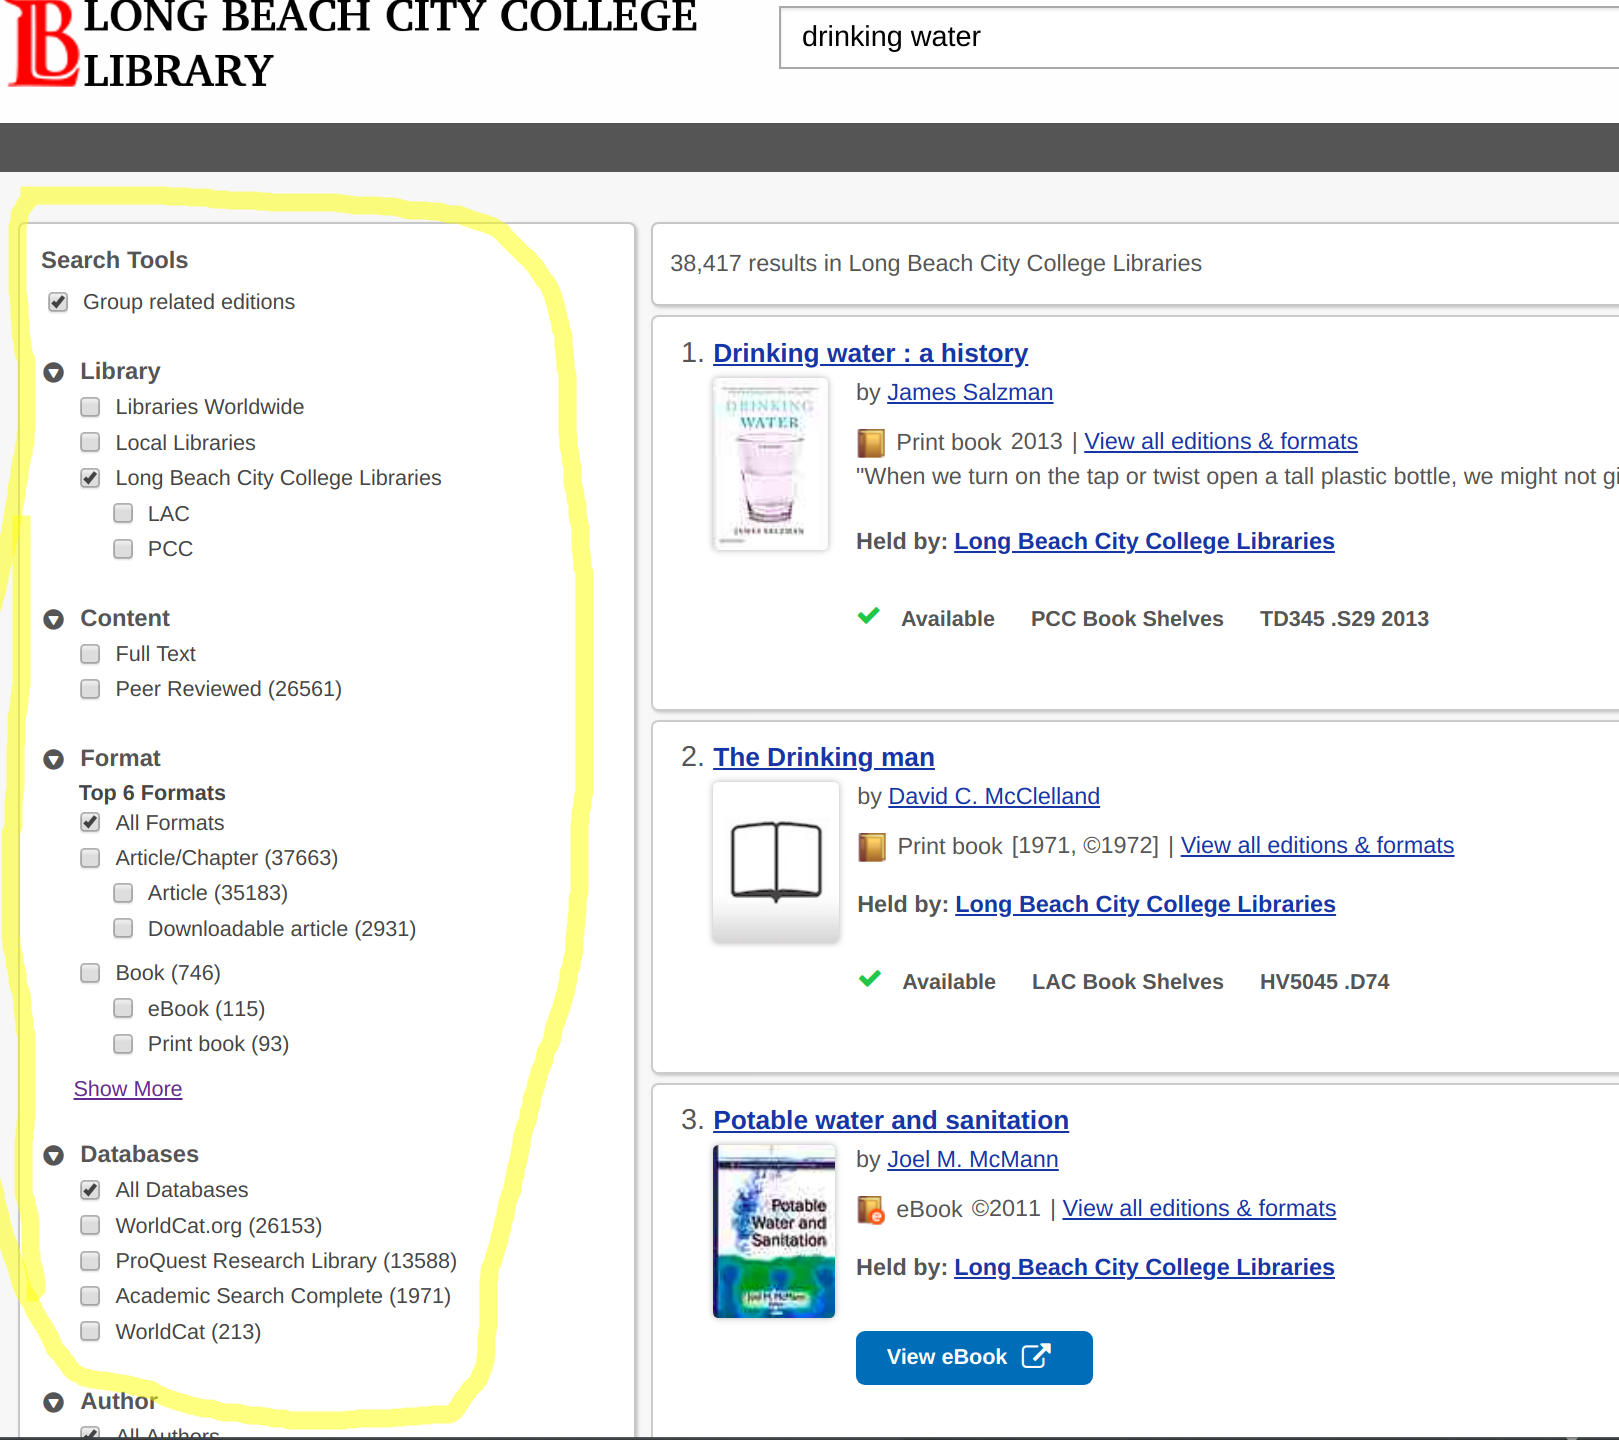 LB
LONG BEACH CITY COLLEGE
LIBRARY
drinking water
Search Tools
Group related editions
Library
Libraries Worldwide
Local Libraries
Long Beach City College Libraries
LAC
PCC
Content
Full Text
Peer Reviewed (26561)
Format
Top 6 Formats
All Formats
Article/Chapter (37663)
Article (35183)
Downloadable article (2931)
Book (746)
eBook (115)
Print book (93)
Show More
Databases
All Databases
WorldCat.org (26153)
ProQuest Research Library (13588)
Academic Search Complete (1971)
WorldCat (213)
Author
All Authors
38,417 results in Long Beach City College Libraries
1. Drinking water : a history
DRINKING
WATER
JAMES SALZMAN
by James Salzman
Print book 2013 | View all editions & formats
"When we turn on the tap or twist open a tall plastic bottle, we might not gi
Held by: Long Beach City College Libraries
Available PCC Book Shelves TD345 .S29 2013
2. The Drinking man
by David C. McClelland
Print book [1971, ©1972] | View all editions & formats
Held by: Long Beach City College Libraries
Available LAC Book Shelves HV5045 .D74
3. Potable water and sanitation
Potable
Water and
Sanitation
Joel M. McMann
by Joel M. McMann
eBook ©2011 | View all editions & formats
Held by: Long Beach City College Libraries
View eBook